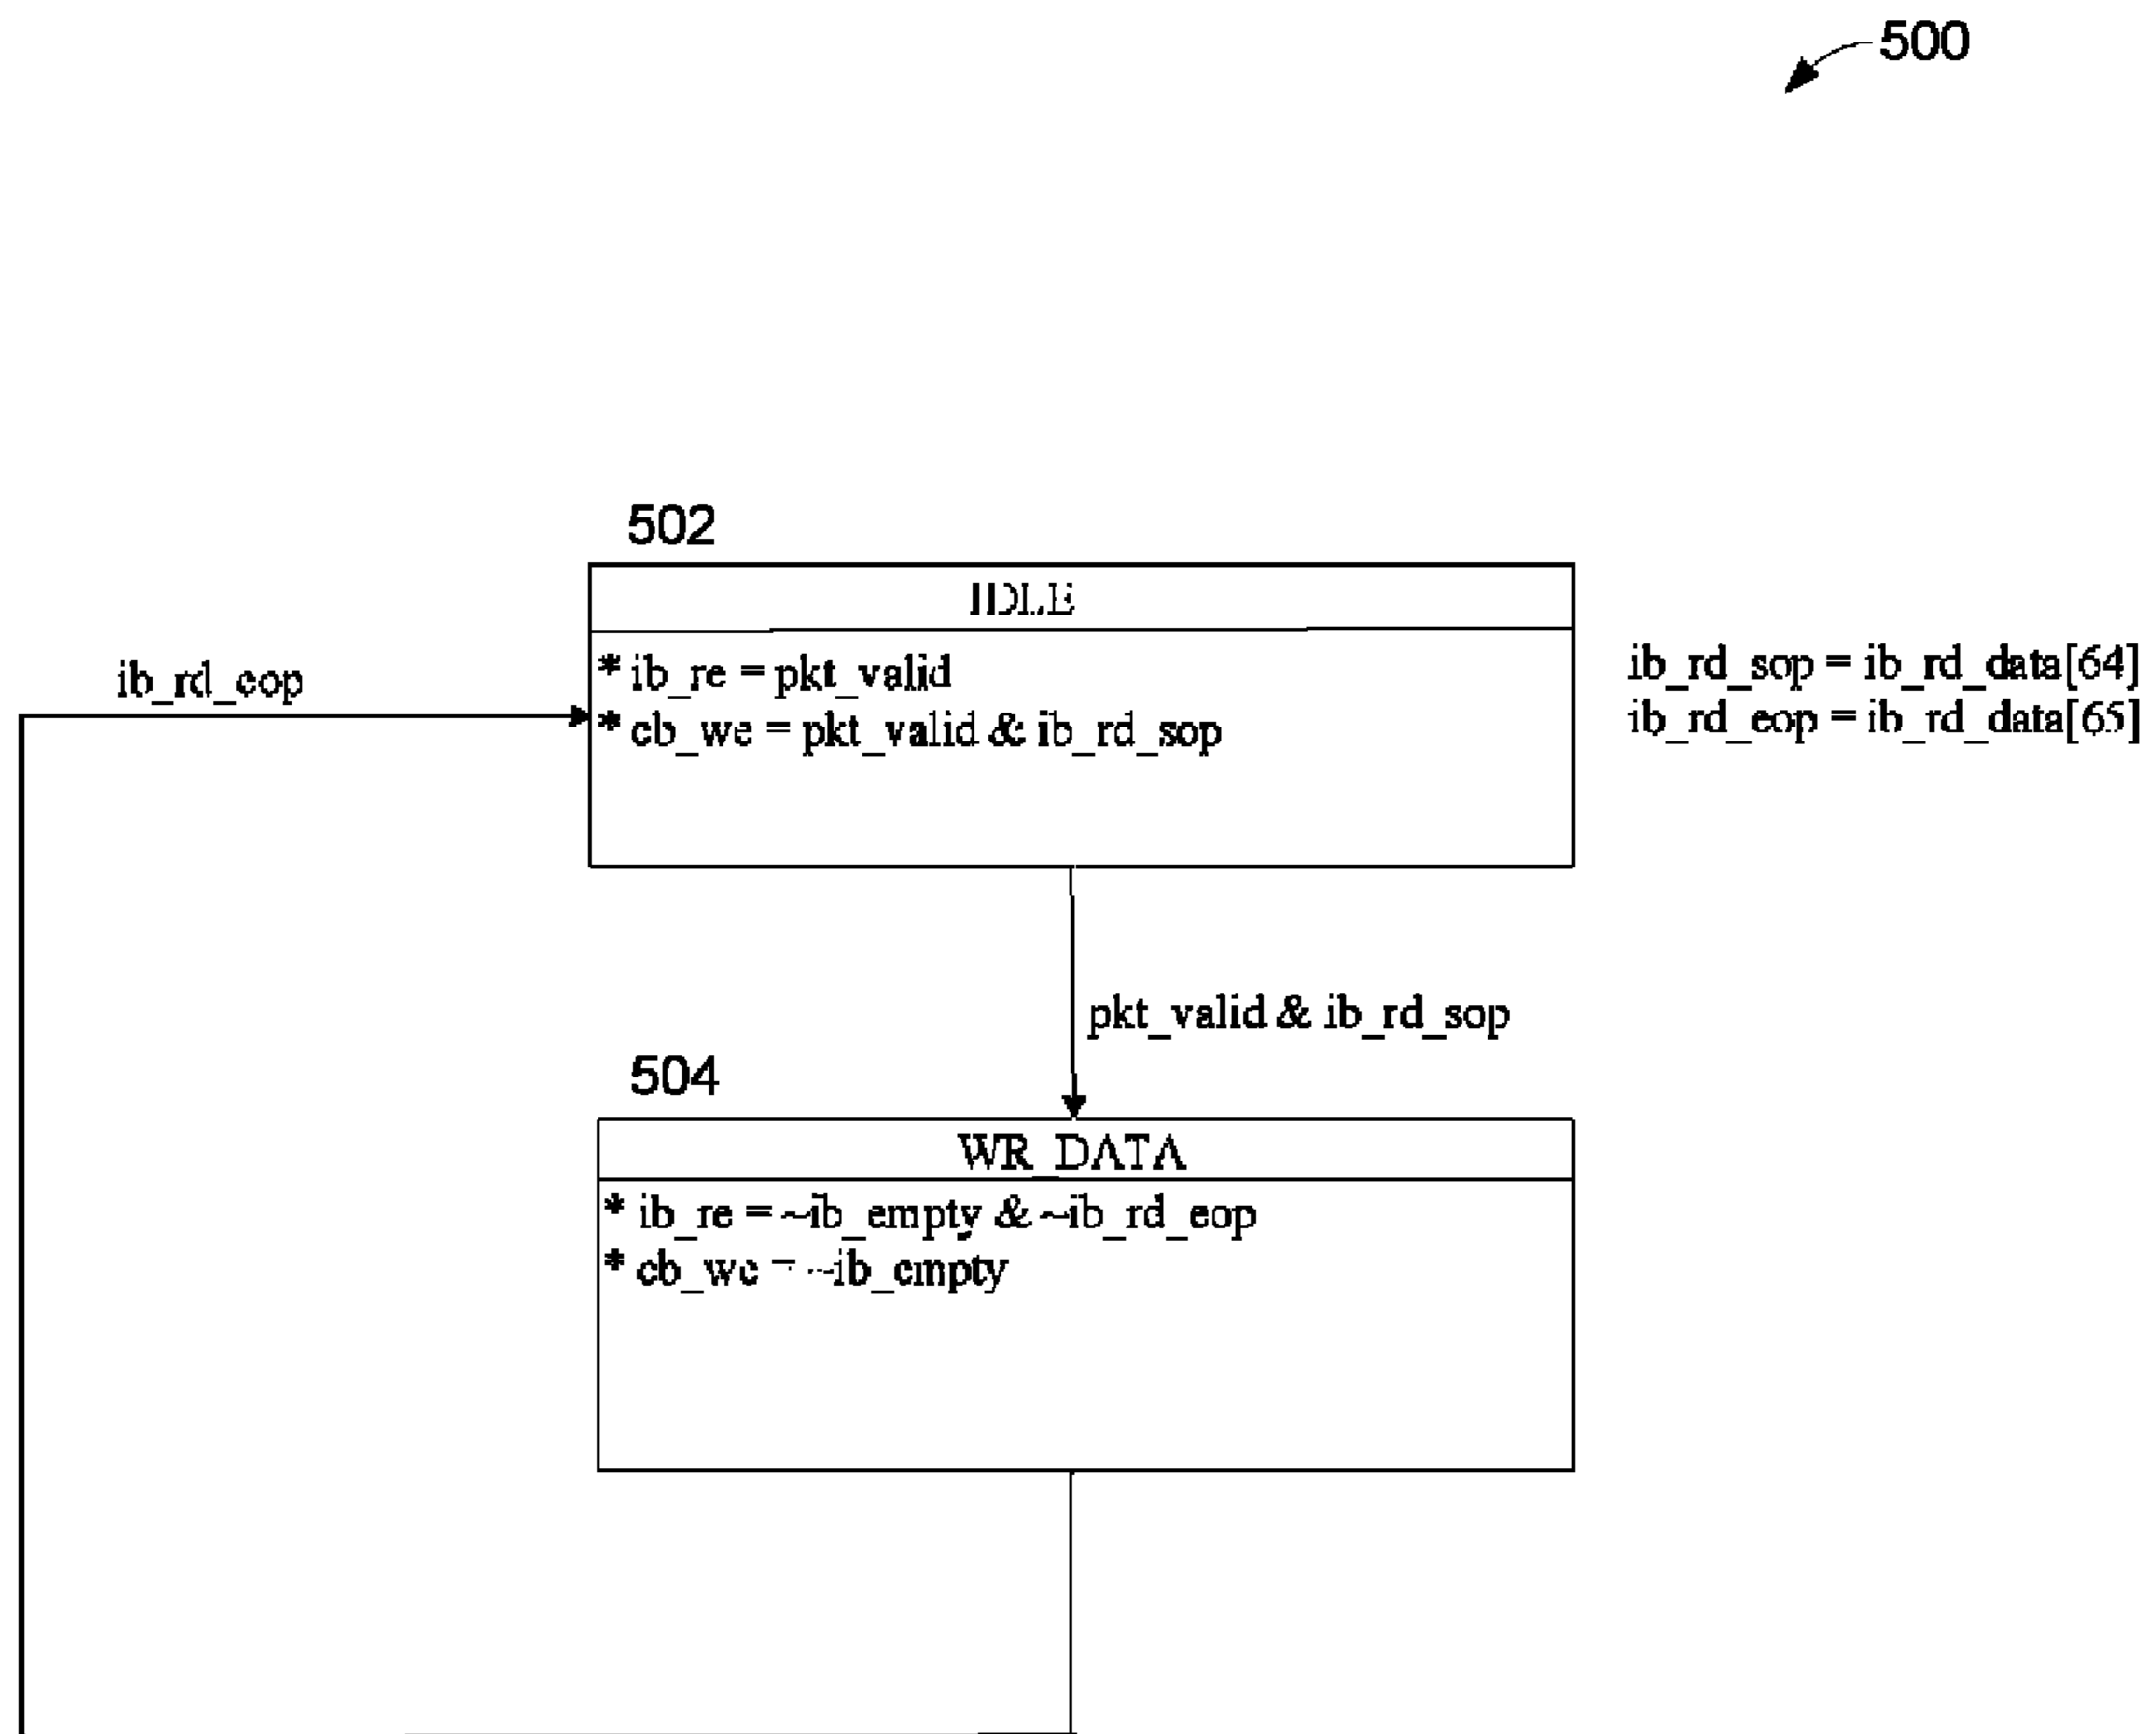 500
502
IDLE
* ib_re = pkt_valid
* cb_we = pkt_valid & ib_rd_sop
ib_rd_eop
ib_rd_sop = ib_rd_data[64]
ib_rd_eop = ib_rd_data[65]
pkt_valid & ib_rd_sop
504
WR_DATA
* ib_re = ~ib_empty & ~ib_rd_eop
* cb_we = ~ib_empty